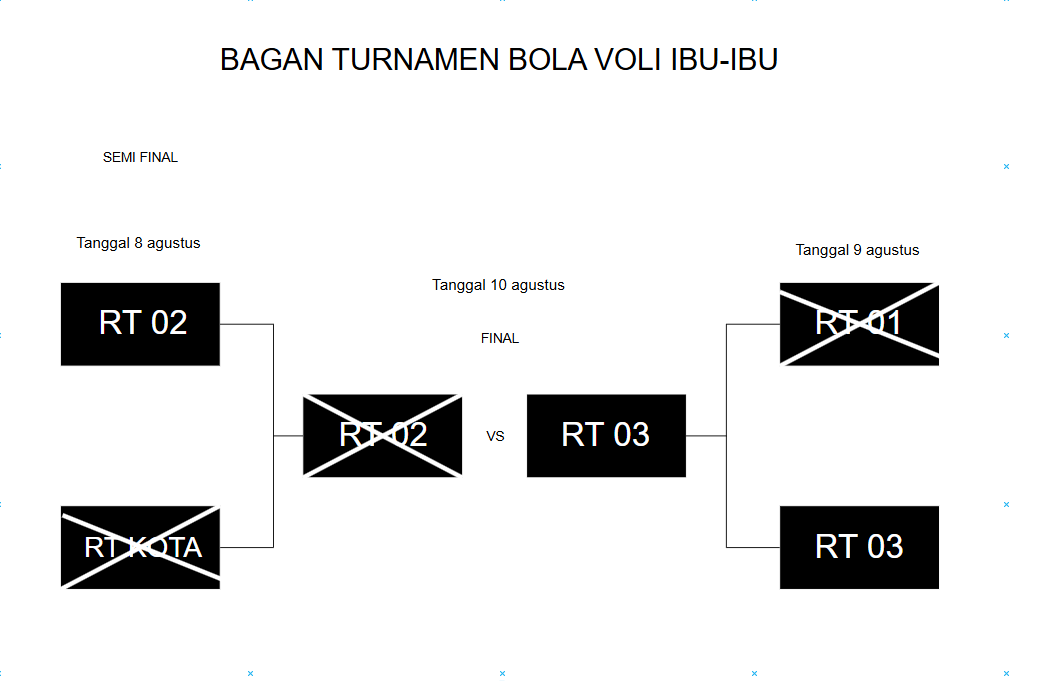 BAGAN TURNAMEN BOLA VOLI IBU-IBU
SEMI FINAL
Tanggal 8 agustus
Tanggal 9 agustus
Tanggal 10 agustus
RT 02
RT 01
FINAL
RT 02
VS
RT 03
RT KOTA
RT 03